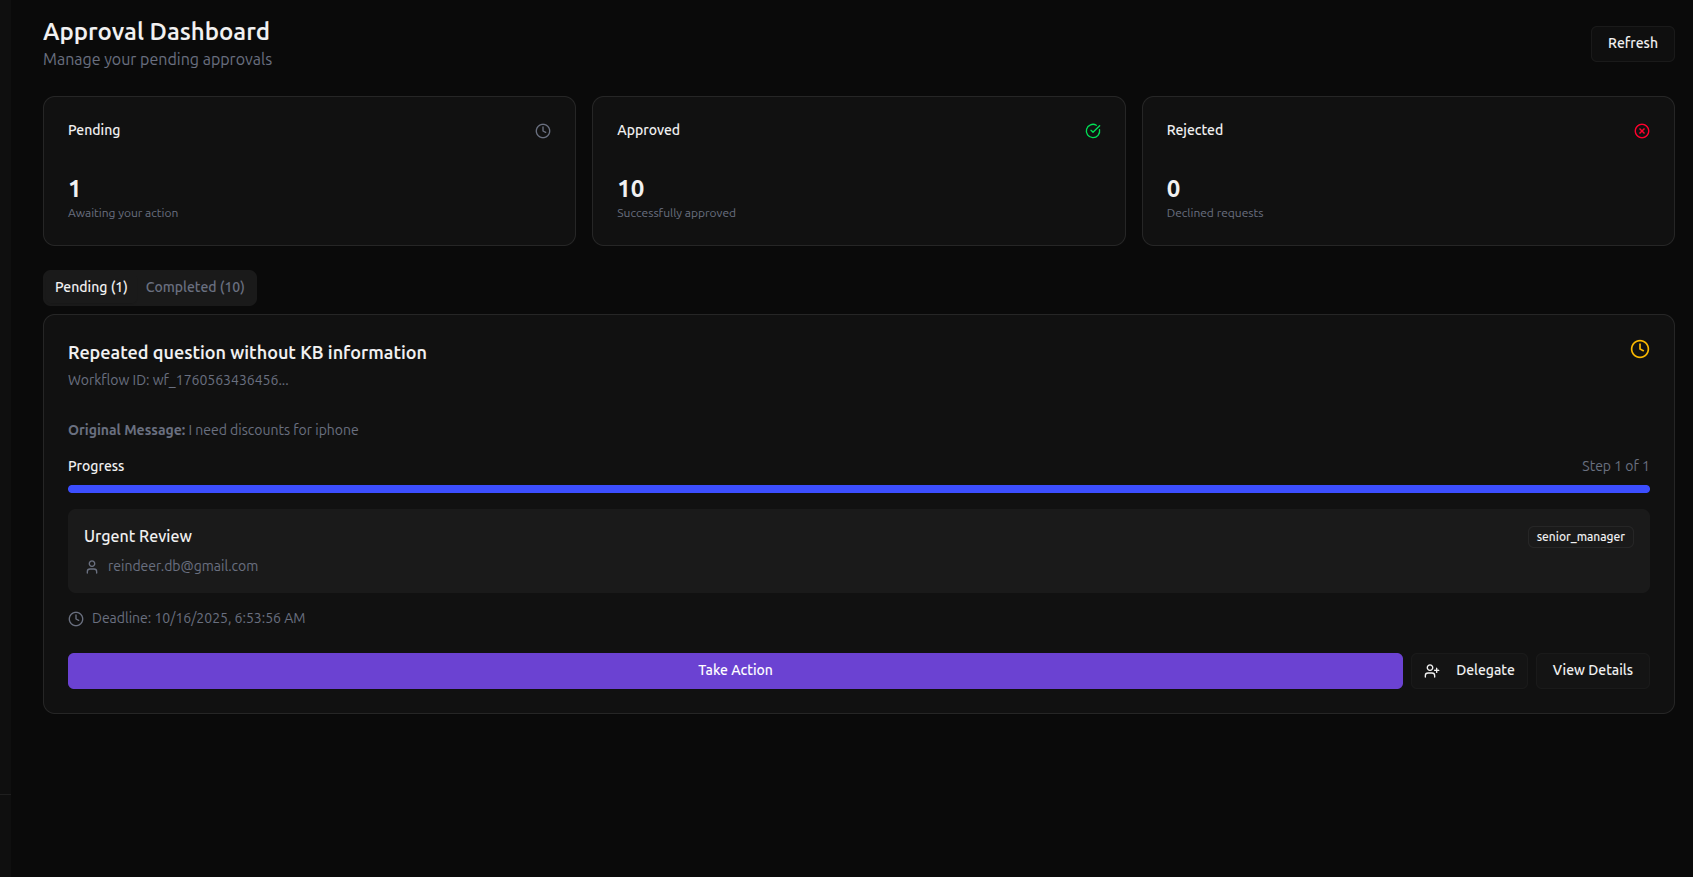 Approval Dashboard
Manage your pending approvals
Refresh
Pending
1
Awaiting your action
Approved
10
Successfully approved
Rejected
0
Declined requests
Pending (1)
Completed (10)
Repeated question without KB information
Workflow ID: wf_1760563436456...
Original Message: I need discounts for iphone
Progress
Step 1 of 1
Urgent Review
senior_manager
reindeer.db@gmail.com
Deadline: 10/16/2025, 6:53:56 AM
Take Action
Delegate
View Details